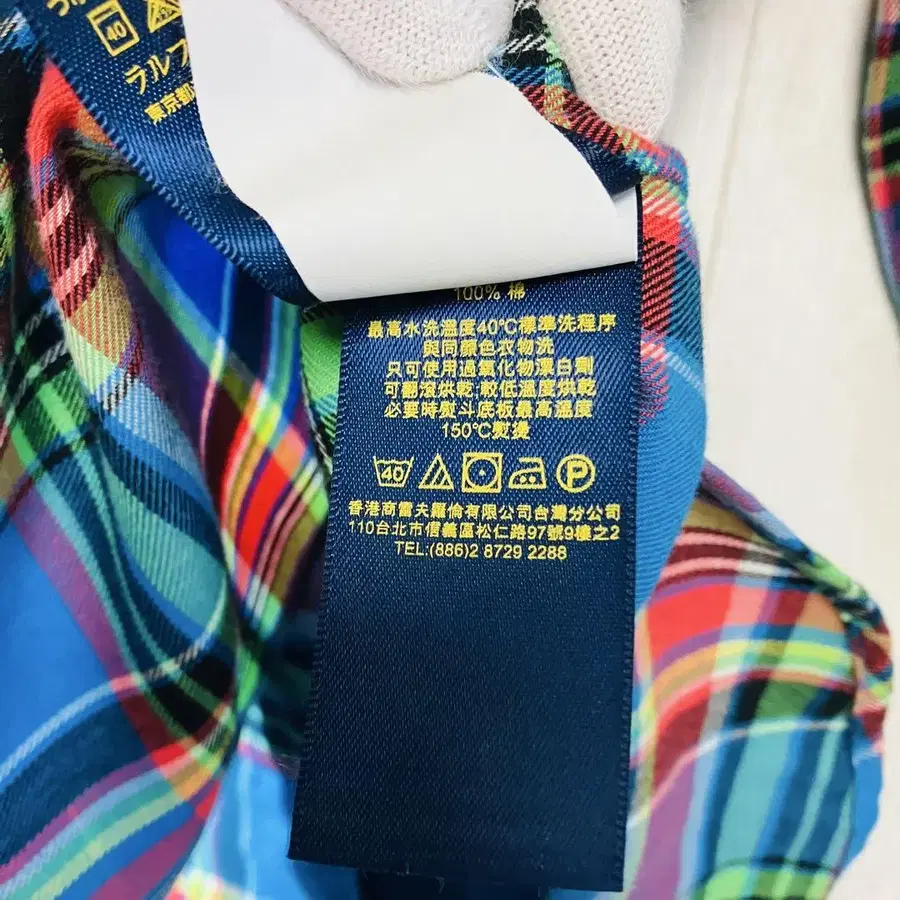 40
ラルフ
東京都
100% 棉
最高水洗溫度40℃標準洗程序
與同顏色衣物洗
只可使用過氧化物漂白劑
可翻滾烘乾 較低溫度烘乾
必要時熨斗底板最高溫度
150℃熨燙
40 P
香港商雷夫羅倫有限公司台灣分公司
110台北市信義區松仁路97號9樓之2
TEL:(886)2 8729 2288